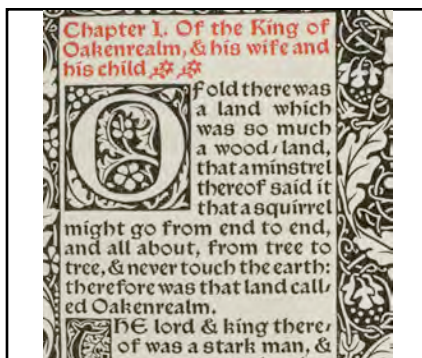 Chapter I. Of the King of
Oakenrealm, & his wife and
his child
Of old there was
a land which
was so much
a wood-land,
that a minstrel
thereof said it
that a squirrel
might go from end to end,
and all about, from tree to
tree, & never touch the earth:
therefore was that land call-
ed Oakenrealm.
THE lord & king there-
of was a stark man, &